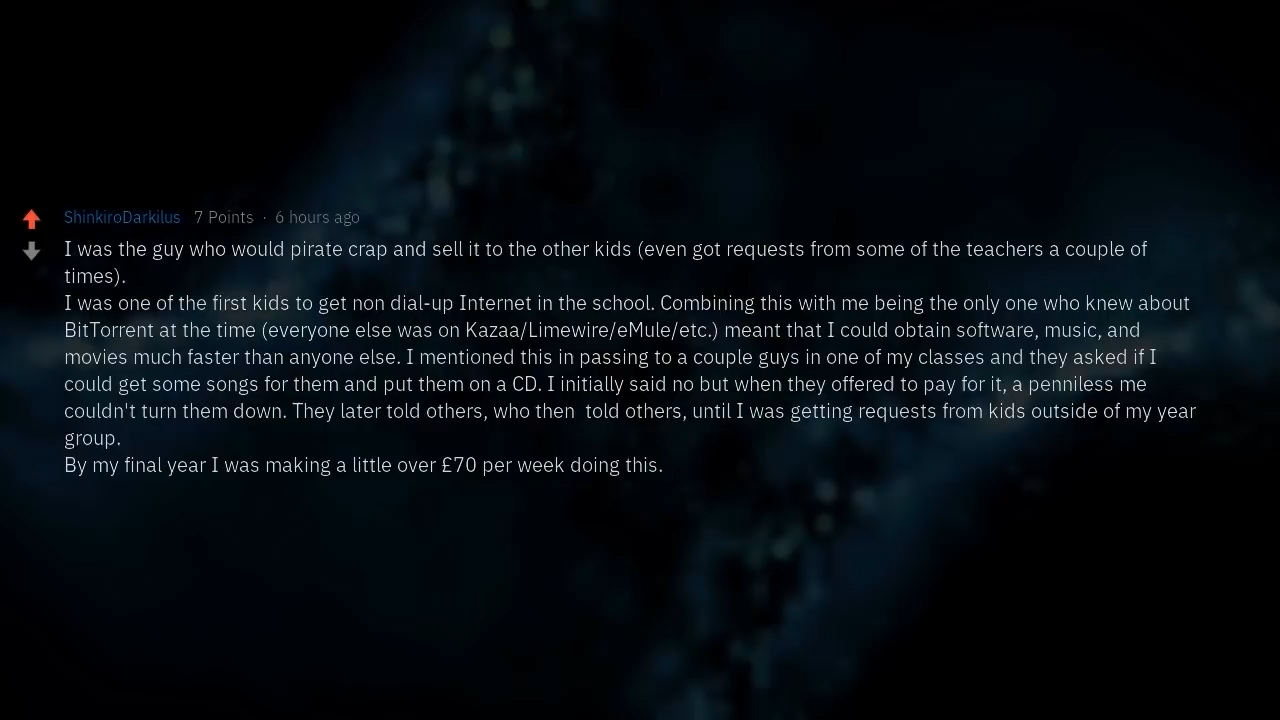 ShinkiroDarkilus 7 Points · 6 hours ago
I was the guy who would pirate crap and sell it to the other kids (even got requests from some of the teachers a couple of
times).
I was one of the first kids to get non dial-up Internet in the school. Combining this with me being the only one who knew about
BitTorrent at the time (everyone else was on Kazaa/Limewire/eMule/etc.) meant that I could obtain software, music, and
movies much faster than anyone else. I mentioned this in passing to a couple guys in one of my classes and they asked if I
could get some songs for them and put them on a CD. I initially said no but when they offered to pay for it, a penniless me
couldn't turn them down. They later told others, who then  told others, until I was getting requests from kids outside of my year
group.
By my final year I was making a little over £70 per week doing this.